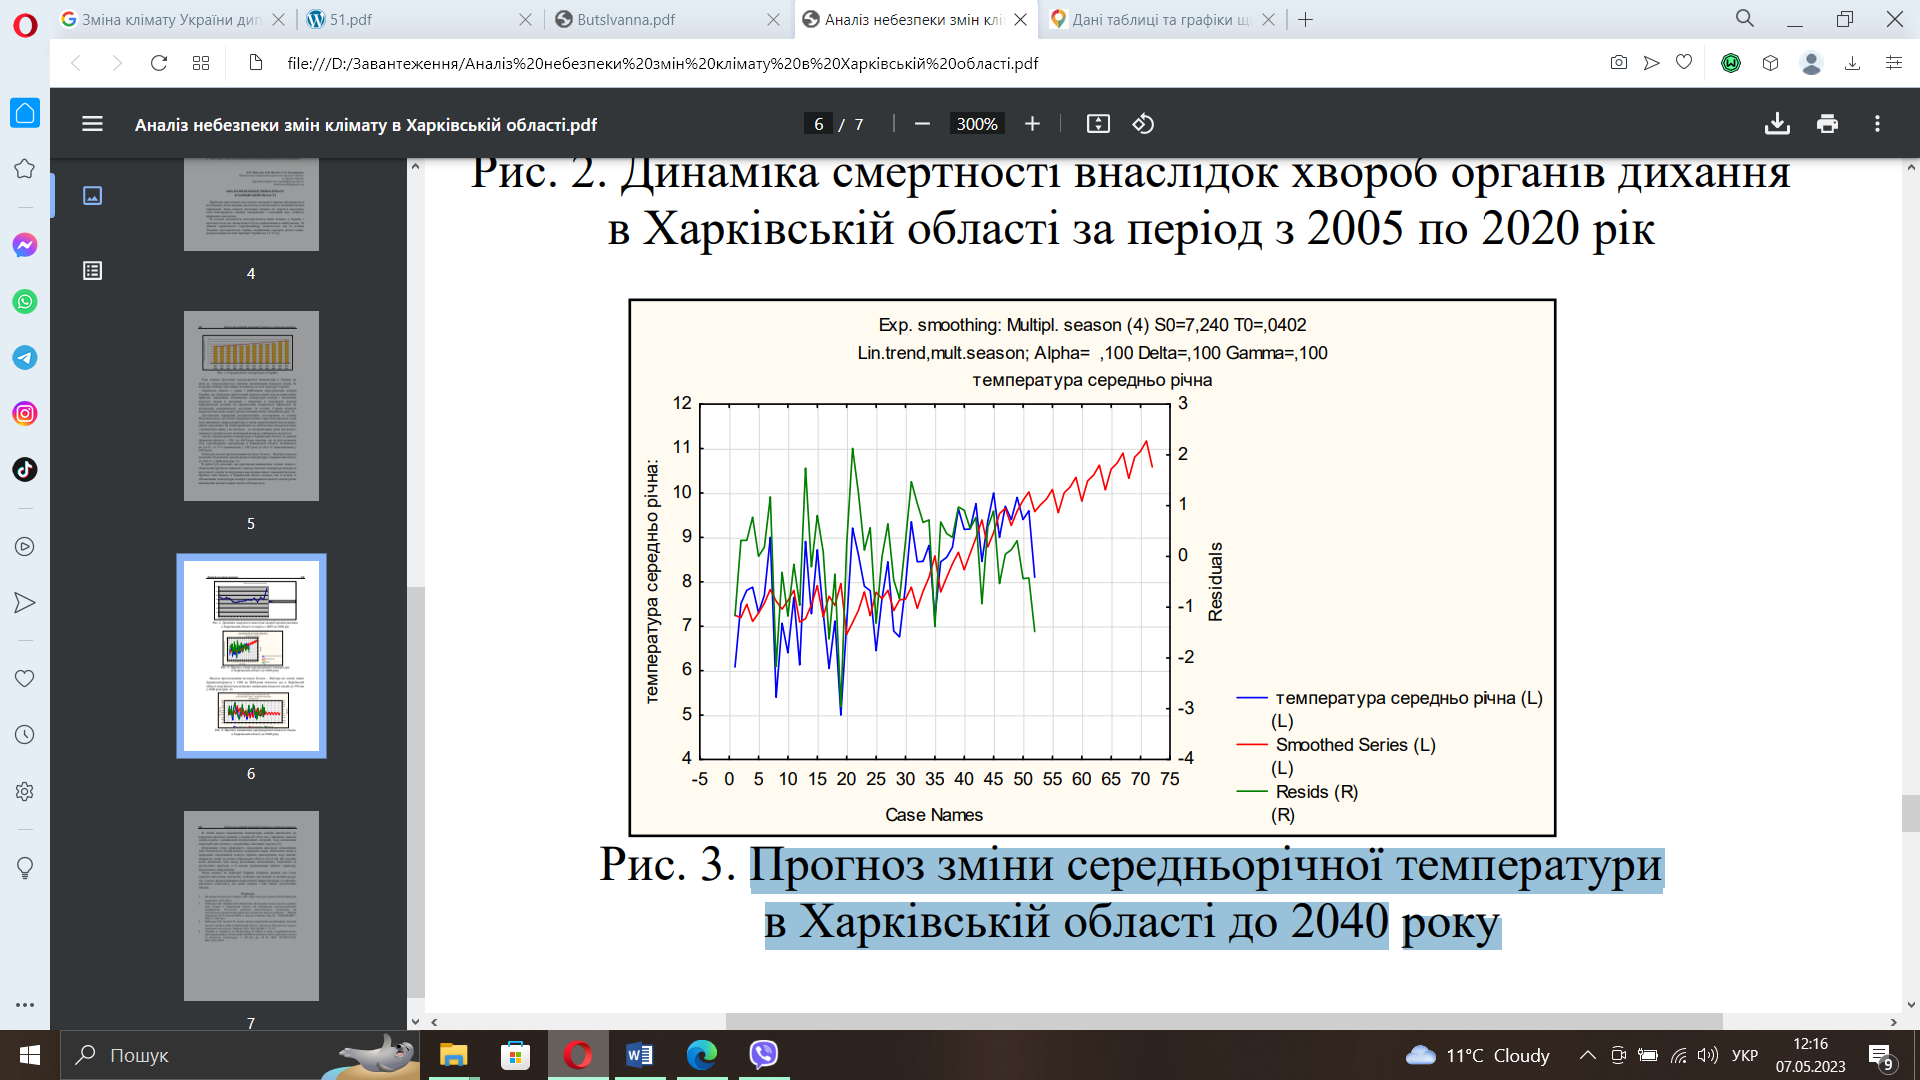 Зміна клімату України дип
51.pdf
ButsIvanna.pdf
Аналіз небезпеки змін клі
Дані таблиці та графіки щ
file:///D:/Завантеження/Аналіз%20небезпеки%20змін%20клімату%20в%20Харківській%20області.pdf
Аналіз небезпеки змін клімату в Харківській області.pdf
6 / 7
300%
4
5
6
7
Рис. 2. Динаміка смертності внаслідок хвороб органів дихання
в Харківській області за період з 2005 по 2020 рік
Exp. smoothing: Multipl. season (4) S0=7,240 T0=,0402
Lin.trend,mult.season; Alpha= ,100 Delta=,100 Gamma=,100
температура середньо річна
12 11 10 9 8 7 6 5 4
температура середньо річна:
3 2 1 0 -1 -2 -3 -4
Residuals
-5 0 5 10 15 20 25 30 35 40 45 50 55 60 65 70 75
Case Names
температура середньо річна (L)
(L)
Smoothed Series (L)
(L)
Resids (R)
(R)
Рис. 3. Прогноз зміни середньорічної температури
в Харківській області до 2040 року
Пошук
11°C Cloudy
УКР
12:16
07.05.2023
9